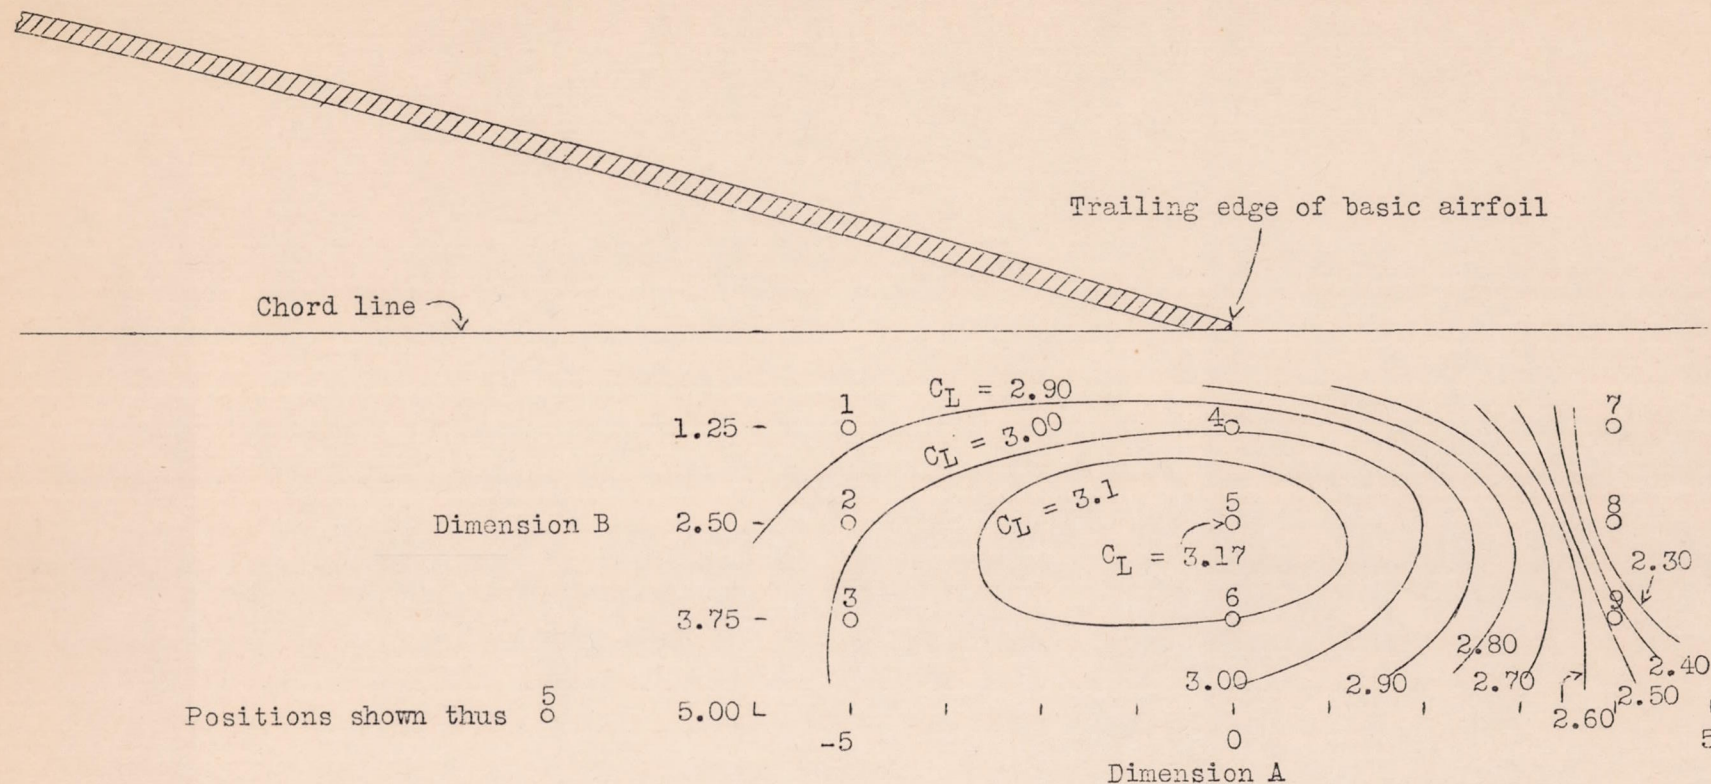 Trailing edge of basic airfoil
Chord line
C_L = 2.90
1
7
1.25
4
C_L = 3.00
C_L = 3.1
2
5
8
Dimension B
2.50
C_L = 3.17
2.30
3
6
9
3.75
2.80
2.40
3.00
2.90
2.70
2.50
5
Positions shown thus
5.00
2.60
-5
0
5
Dimension A